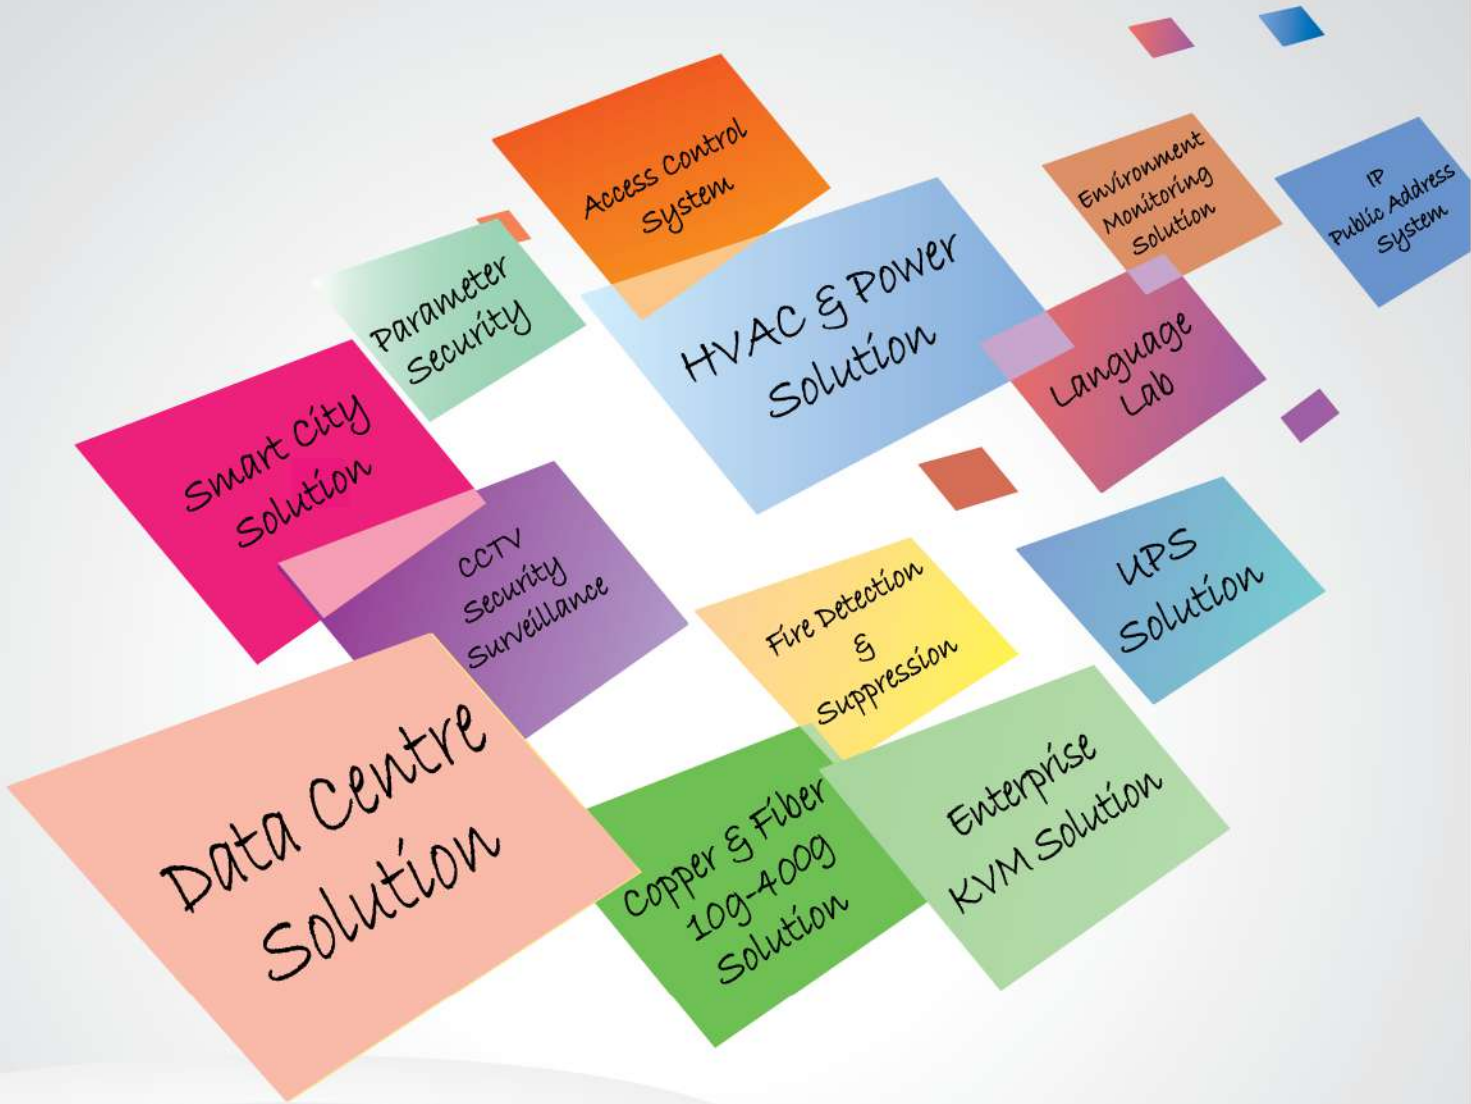 Access Control
System
Environment
Monitoring
Solution
IP
Public Address
System
Parameter
Security
HVAC & Power
Solution
Language
Lab
Smart City
Solution
CCTV
Security
Surveillance
Fire Detection
&
Suppression
UPS
Solution
Data Centre
Solution
Copper & Fiber
10g-400g
Solution
Enterprise
KVM Solution